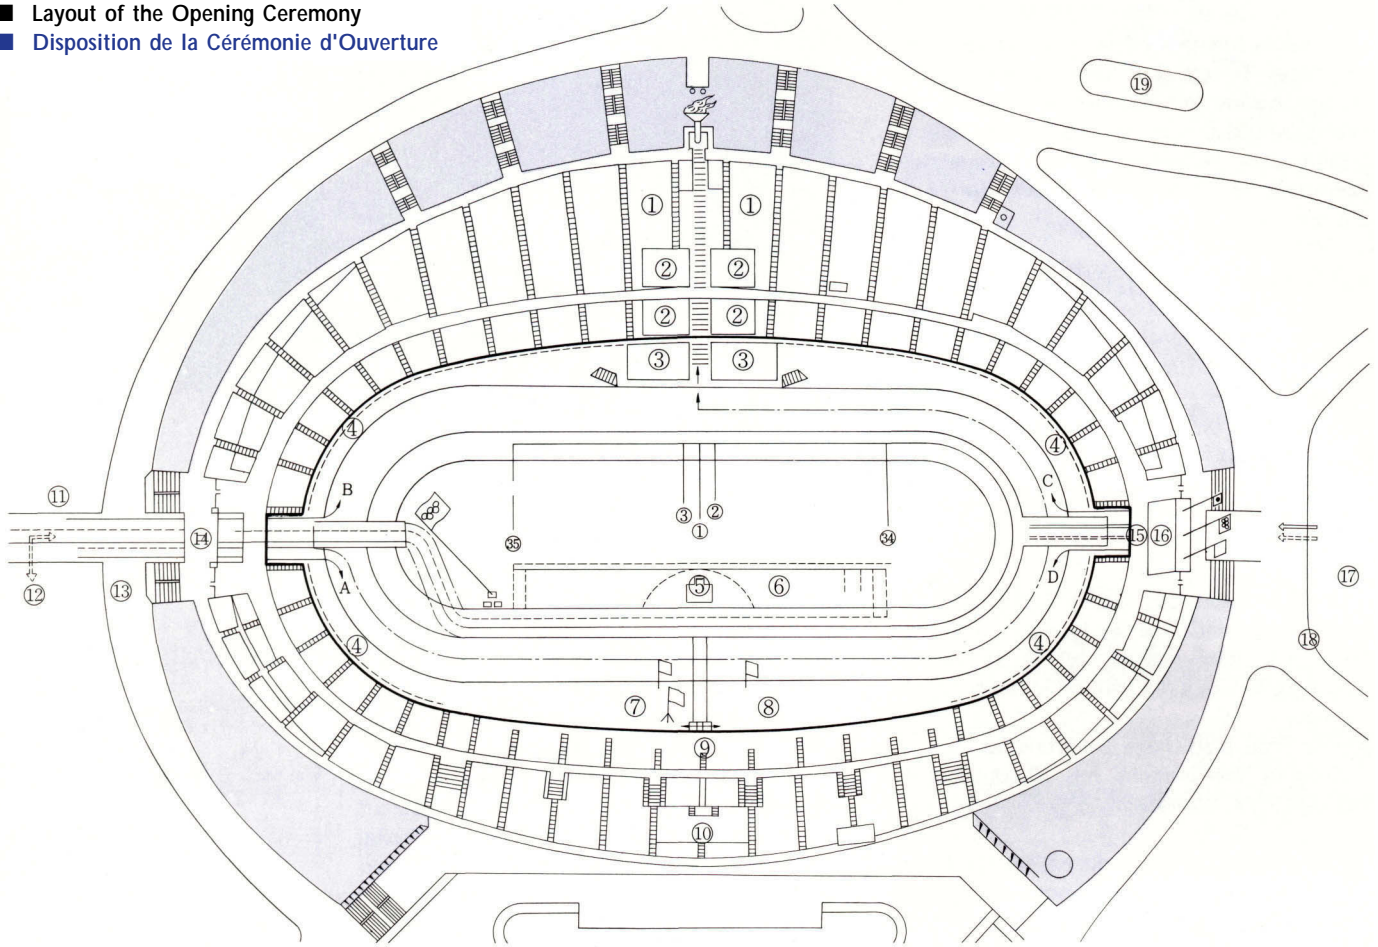 Layout of the Opening Ceremony
Disposition de la Cérémonie d'Ouverture
⑲
① ①
② ②
② ②
③ ③
④ ④
B C
⑪
③ ① ②
㉟ ㉞
⑭ ⑮ ⑯
A D
⑤ ⑥
⑫ ⑬ ⑰
④ ④ ⑱
⑦ ⑧
⑨
⑩